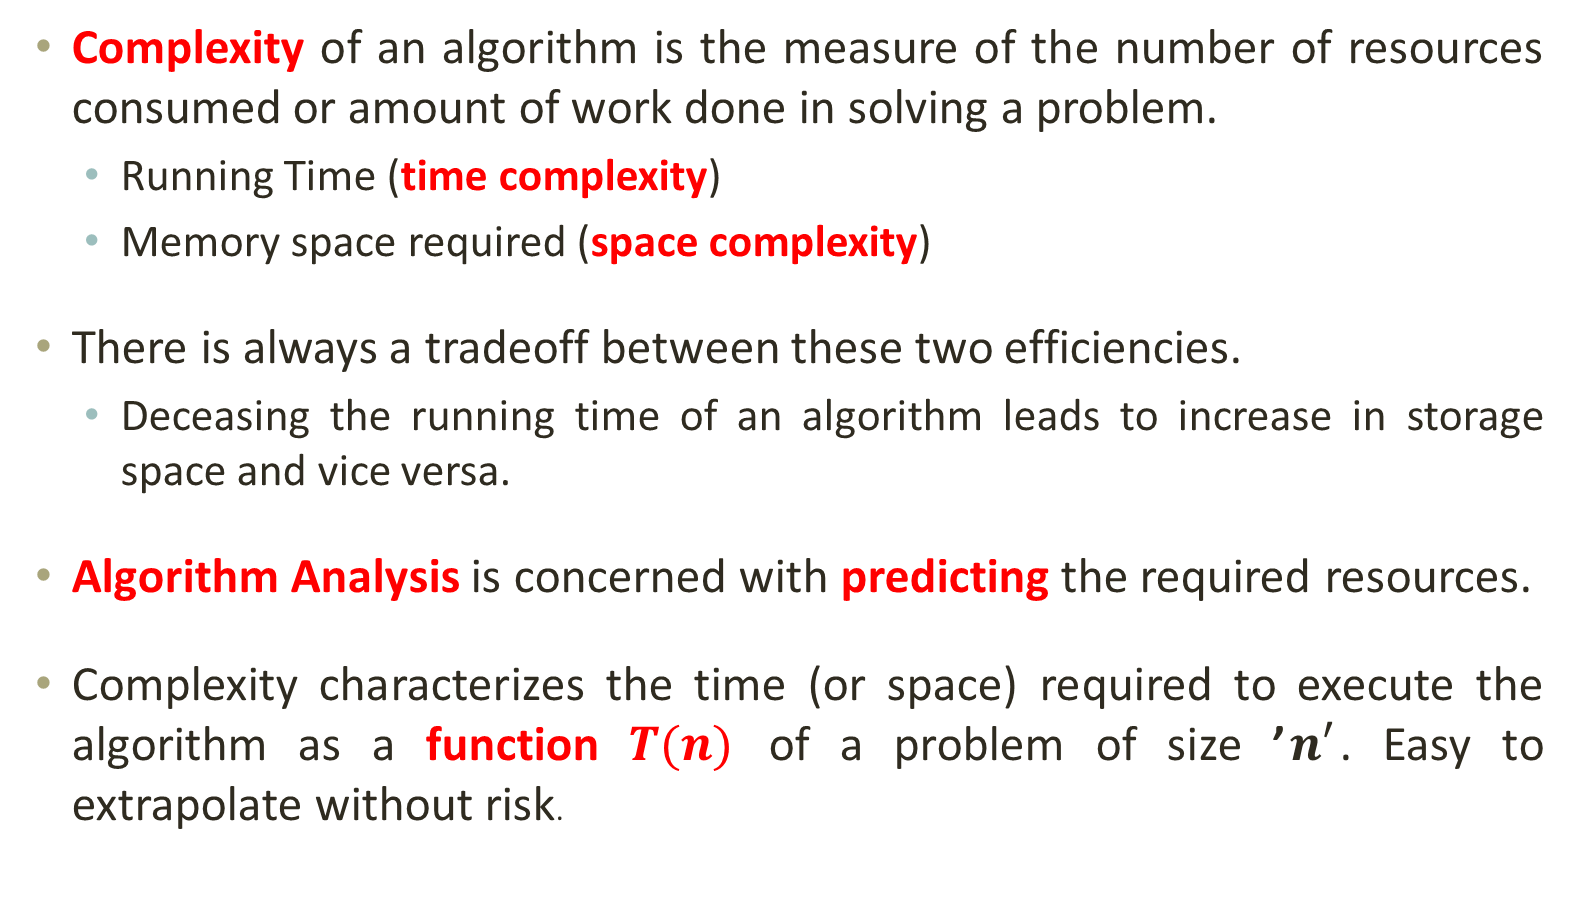 • Complexity of an algorithm is the measure of the number of resources
consumed or amount of work done in solving a problem.
• Running Time (time complexity)
• Memory space required (space complexity)
• There is always a tradeoff between these two efficiencies.
• Deceasing the running time of an algorithm leads to increase in storage
space and vice versa.
• Algorithm Analysis is concerned with predicting the required resources.
• Complexity characterizes the time (or space) required to execute the
algorithm as a function T(n) of a problem of size ’n′. Easy to
extrapolate without risk.